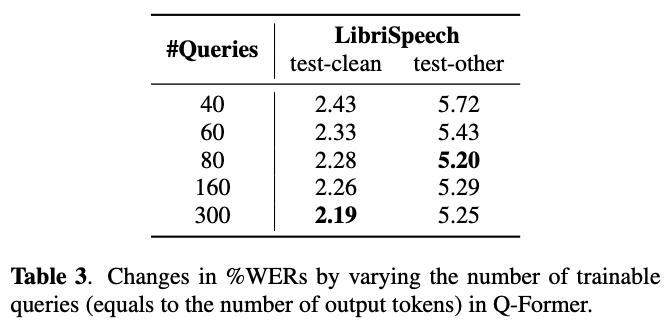 #Queries LibriSpeech
test-clean test-other
40 2.43 5.72
60 2.33 5.43
80 2.28 5.20
160 2.26 5.29
300 2.19 5.25
Table 3. Changes in %WERs by varying the number of trainable
queries (equals to the number of output tokens) in Q-Former.